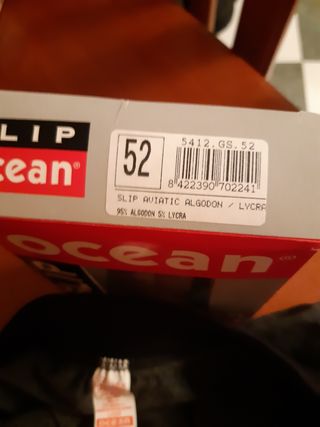 SLIP
ocean
52
5412.GS.52
8 422390 702241
SLIP AVIATIC ALGODON / LYCRA
95% ALGODON 5% LYCRA
ocean